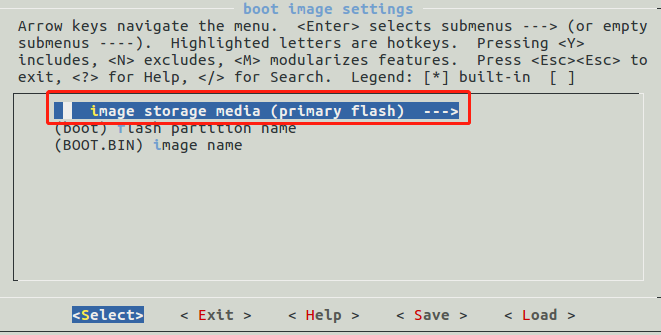 boot image settings
Arrow keys navigate the menu.  <Enter> selects submenus ---> (or empty
submenus ----).  Highlighted letters are hotkeys.  Pressing <Y>
includes, <N> excludes, <M> modularizes features.  Press <Esc><Esc> to
exit, <?> for Help, </> for Search.  Legend: [*] built-in  [ ]
image storage media (primary flash)  --->
(boot) flash partition name
(BOOT.BIN) image name
<Select>    < Exit >    < Help >    < Save >    < Load >